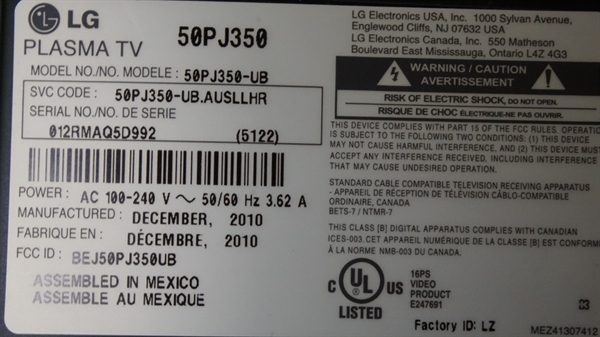 LG
PLASMA TV
50PJ350
MODEL NO./NO. MODELE : 50PJ350-UB
SVC CODE : 50PJ350-UB.AUSLLHR
SERIAL NO./NO DE SERIE
012RMAQ5D992 (5122)
POWER : AC 100-240 V ~ 50/60 Hz 3.62 A
MANUFACTURED : DECEMBER, 2010
FABRIQUE EN : DÉCEMBRE, 2010
FCC ID : BEJ50PJ350UB
ASSEMBLED IN MEXICO
ASSEMBLE AU MEXIQUE
LG Electronics USA, Inc. 1000 Sylvan Avenue,
Englewood Cliffs, NJ 07632 USA
LG Electronics Canada, Inc. 550 Matheson
Boulevard East Mississauga, Ontario L4Z 4G3
WARNING / CAUTION
AVERTISSEMENT
RISK OF ELECTRIC SHOCK, DO NOT OPEN.
RISQUE DE CHOC ÉLECTRIQUE-NE PAS OUVRIR.
THIS DEVICE COMPLIES WITH PART 15 OF THE FCC RULES. OPERATIO
IS SUBJECT TO THE FOLLOWING TWO CONDITIONS: (1) THIS DEVICE
MAY NOT CAUSE HARMFUL INTERFERENCE, AND (2) THIS DEVICE MUST
ACCEPT ANY INTERFERENCE RECEIVED, INCLUDING INTERFERENCE
THAT MAY CAUSE UNDESIRED OPERATION.
STANDARD CABLE COMPATIBLE TELEVISION RECEIVING APPARATUS
- APPAREIL DE RÉCEPTION DE TÉLÉVISION CÂBLO-COMPATIBLE
ORDINAIRE, CANADA
BETS-7 / NTMR-7
THIS CLASS [B] DIGITAL APPARATUS COMPLIES WITH CANADIAN
ICES-003.CET APPAREIL NUMÉRIQUE DE LA CLASSE [B] EST CONFORME
À LA NORME NMB-003 DU CANADA.
C UL US
LISTED
16PS
VIDEO
PRODUCT
E247691
Factory ID: LZ
MEZ41307412